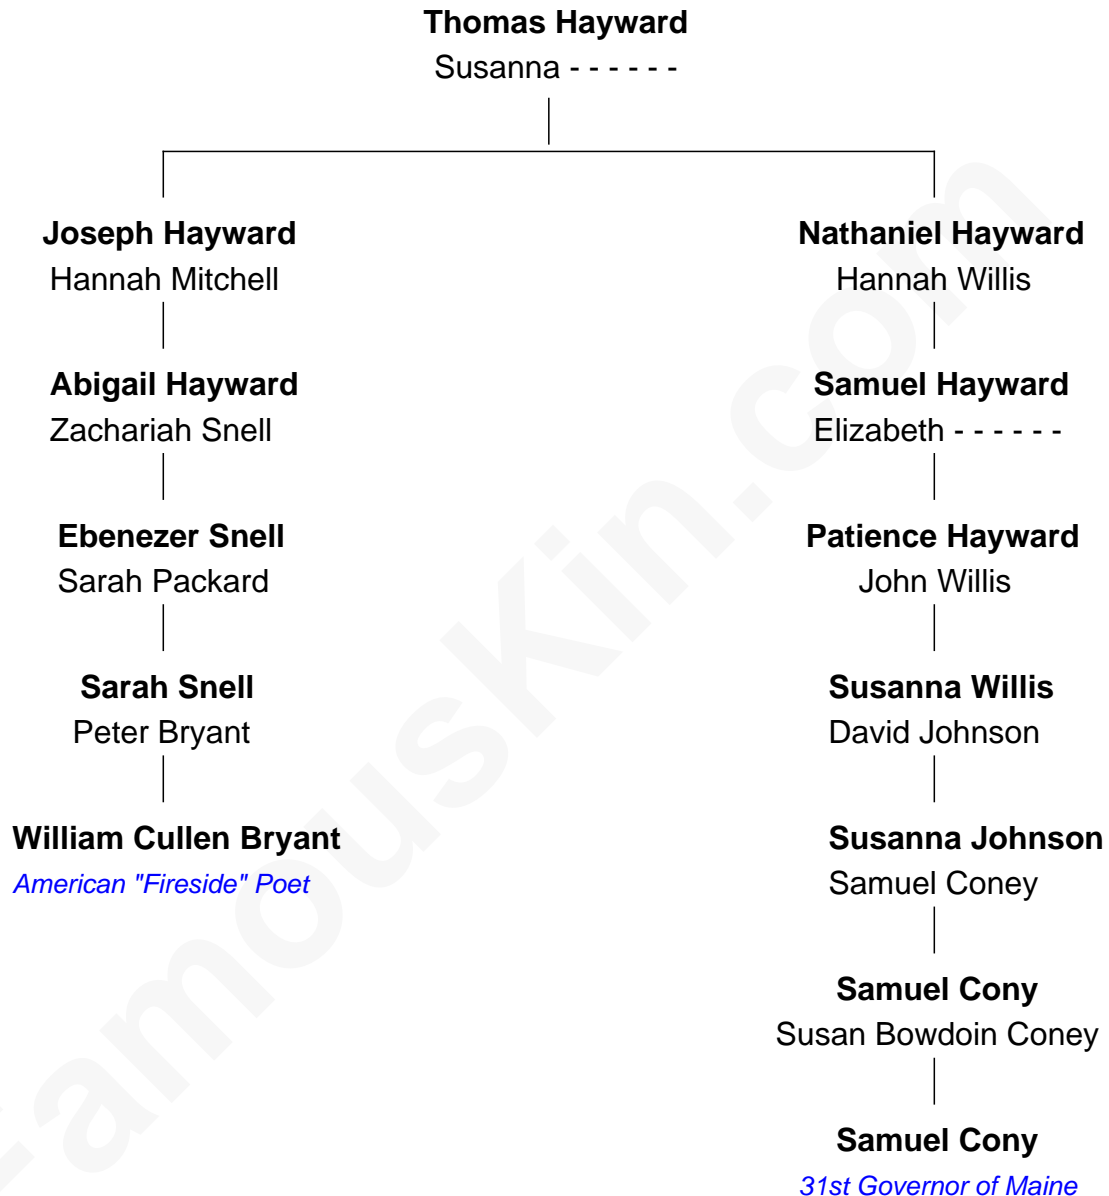 Thomas Hayward
Susanna - - - - - -
Joseph Hayward
Hannah Mitchell
Nathaniel Hayward
Hannah Willis
Abigail Hayward
Zachariah Snell
Samuel Hayward
Elizabeth - - - - - -
Ebenezer Snell
Sarah Packard
Patience Hayward
John Willis
Sarah Snell
Peter Bryant
Susanna Willis
David Johnson
William Cullen Bryant
American "Fireside" Poet
Susanna Johnson
Samuel Coney
Samuel Cony
Susan Bowdoin Coney
Samuel Cony
31st Governor of Maine
FamousKin.com